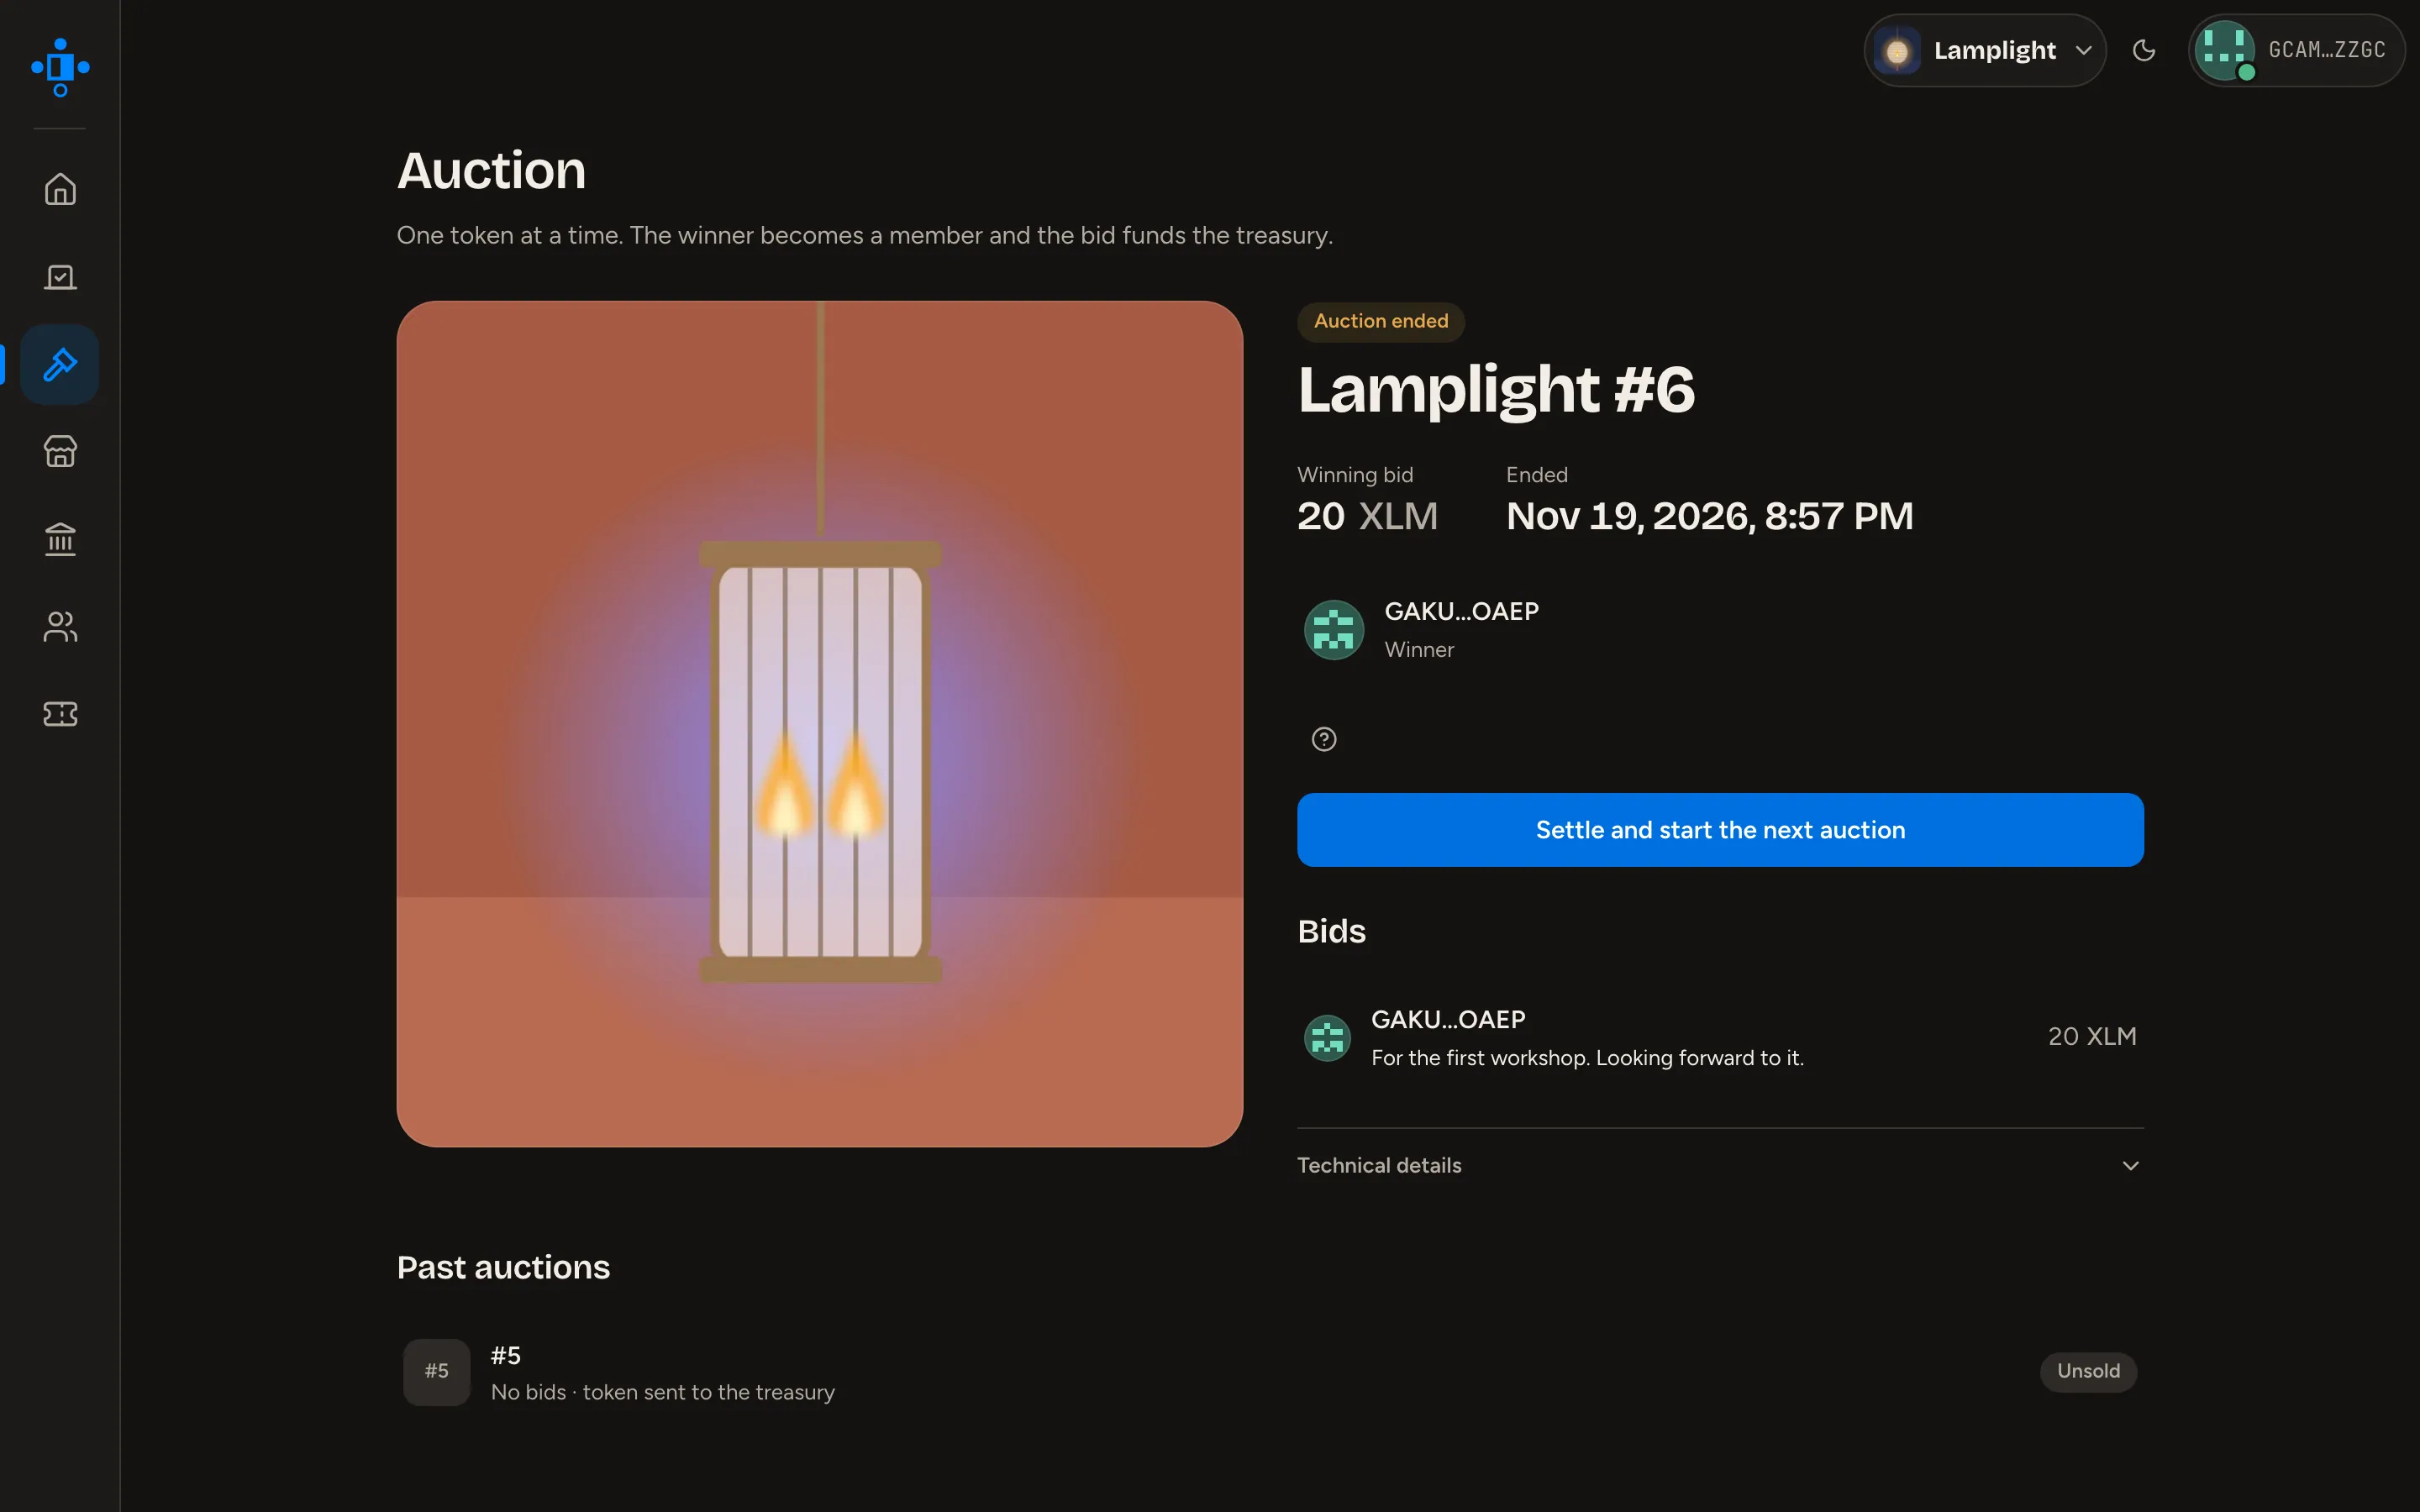 Lamplight
GCAM…ZZGC
Auction
One token at a time. The winner becomes a member and the bid funds the treasury.
Auction ended
Lamplight #6
Winning bid
20 XLM
Ended
Nov 19, 2026, 8:57 PM
GAKU…OAEP
Winner
Settle and start the next auction
Bids
GAKU…OAEP
For the first workshop. Looking forward to it.
20 XLM
Technical details
Past auctions
#5
#5
No bids · token sent to the treasury
Unsold